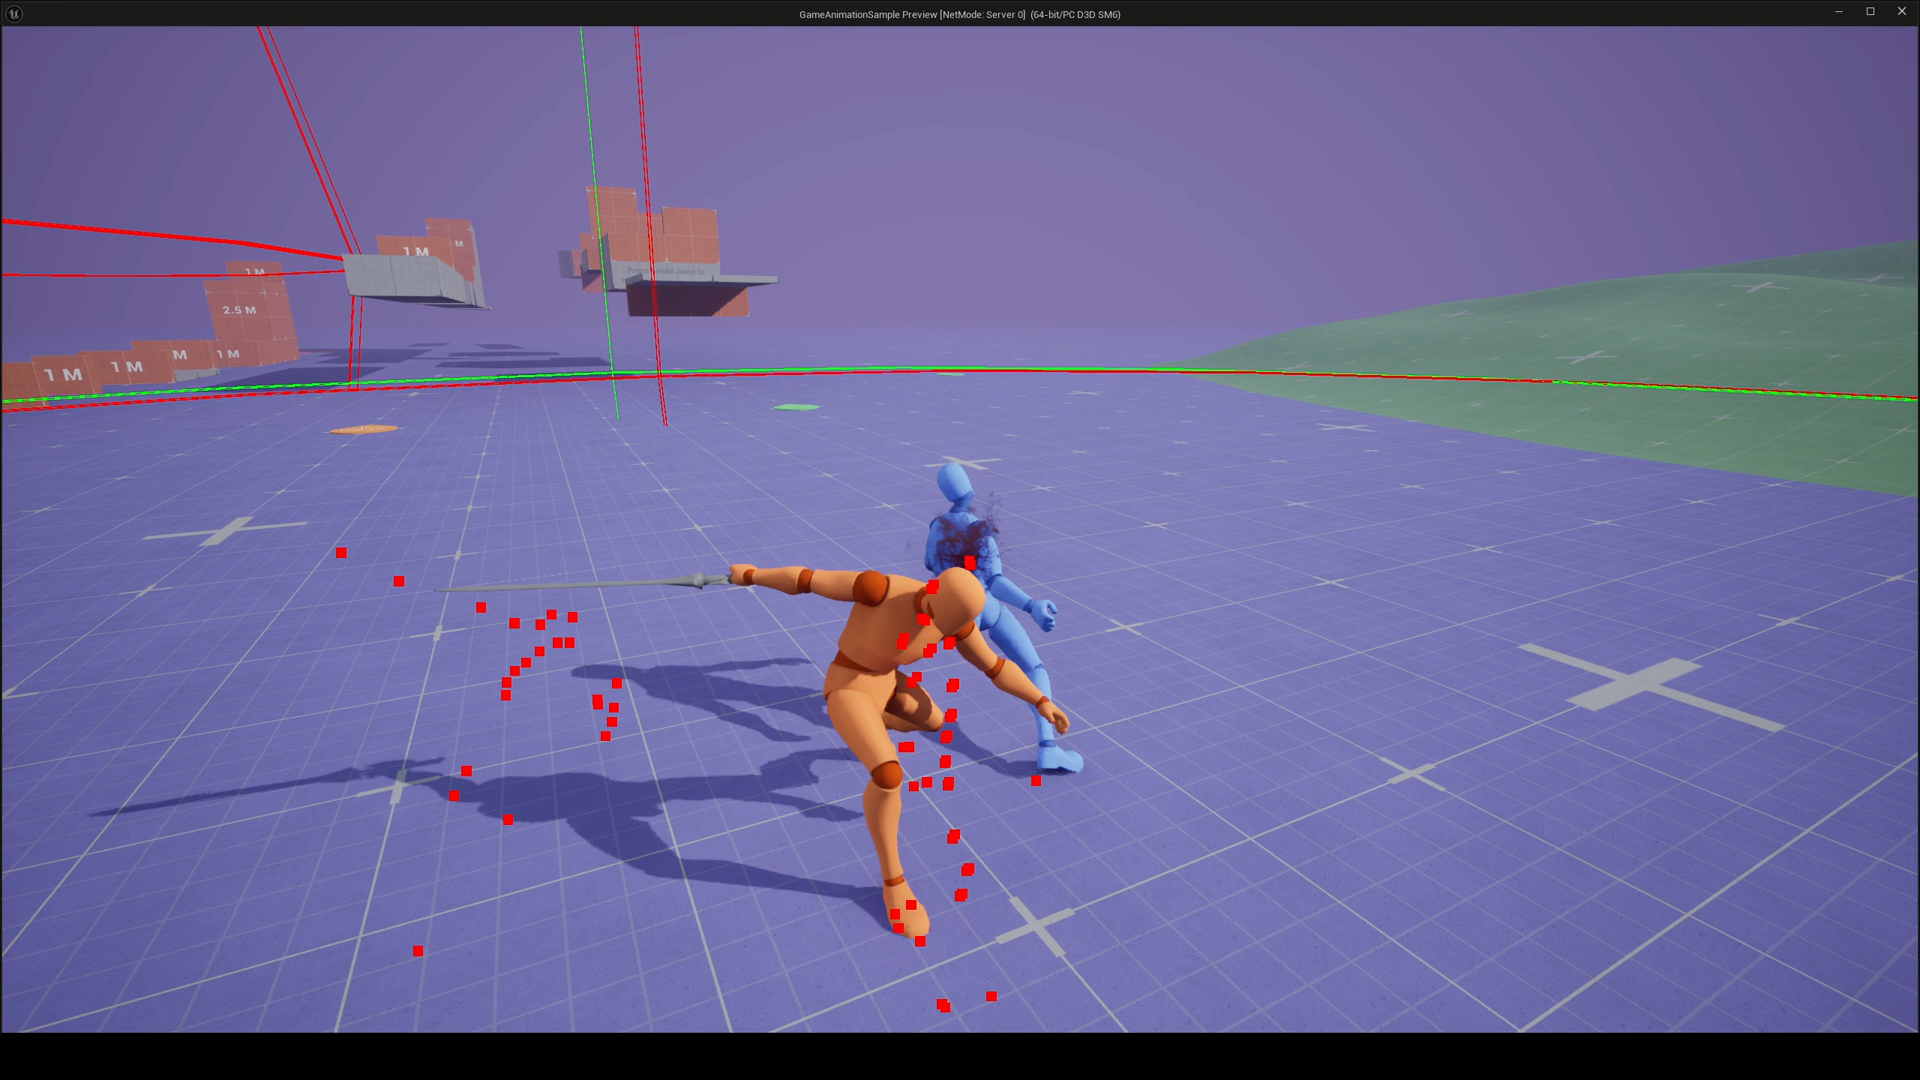 GameAnimationSample Preview [NetMode: Server 0]  (64-bit/PC D3D SM6)
1 M
M
1 M
2.5 M
1 M
M
1 M
1 M